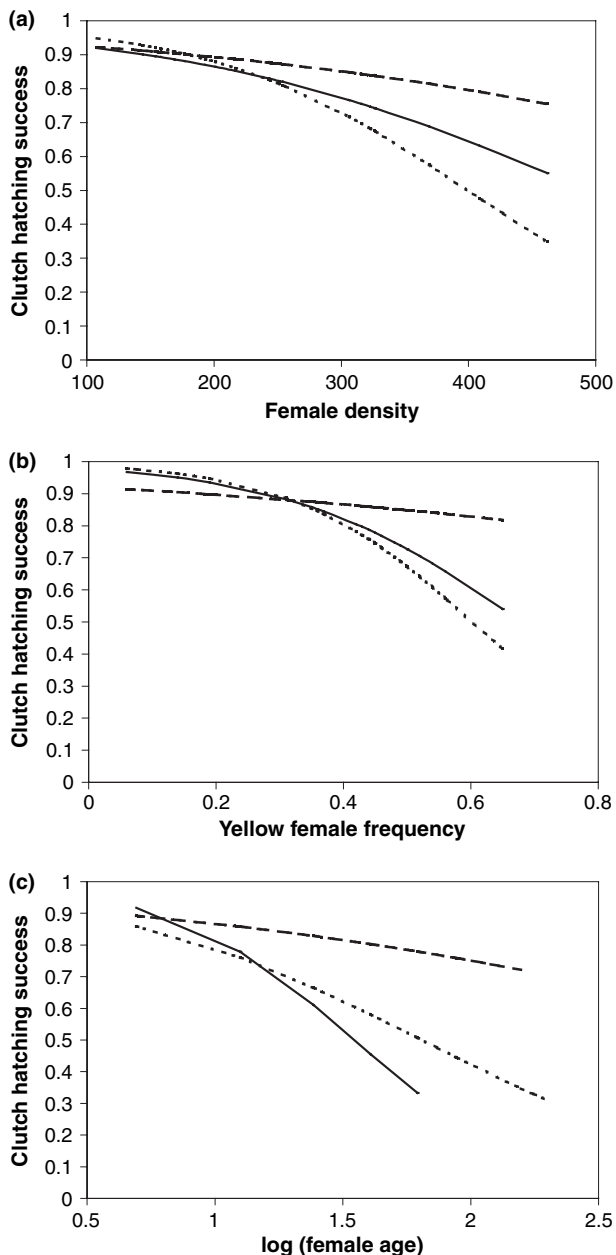 (a)
1
0.9
0.8
0.7
0.6
0.5
0.4
0.3
0.2
0.1
0
Clutch hatching success
100 200 300 400 500
Female density
(b)
1
0.9
0.8
0.7
0.6
0.5
0.4
0.3
0.2
0.1
0
Clutch hatching success
0 0.2 0.4 0.6 0.8
Yellow female frequency
(c)
1
0.9
0.8
0.7
0.6
0.5
0.4
0.3
0.2
0.1
0
Clutch hatching success
0.5 1 1.5 2 2.5
log (female age)